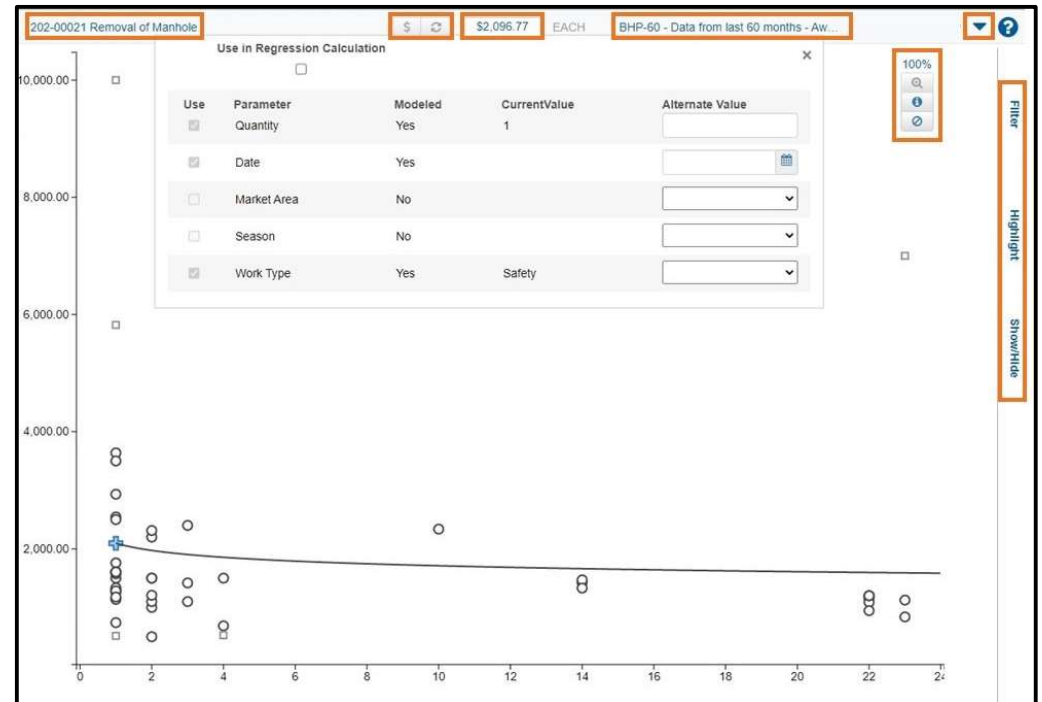 202-00021 Removal of Manhole $ $2,096.77 EACH BHP-60 - Data from last 60 months - Aw... ?
Use in Regression Calculation ×
100%
Use Parameter Modeled CurrentValue Alternate Value
Quantity Yes 1
Date Yes
Market Area No
Season No
Work Type Yes Safety
Filter
Highlight
Show/Hide
10,000.00
8,000.00
6,000.00
4,000.00
2,000.00
0 2 4 6 8 10 12 14 16 18 20 22 24